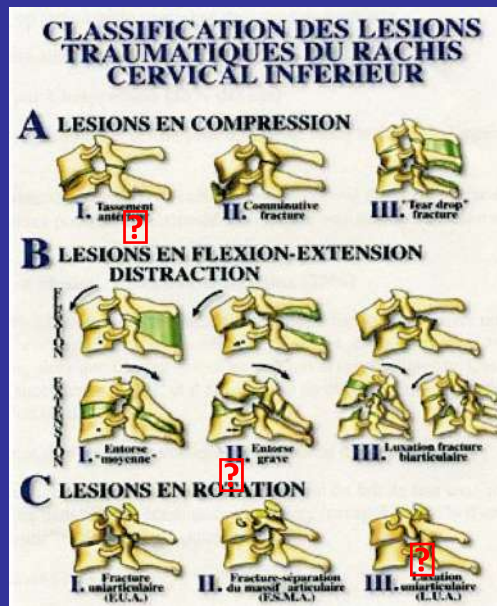 CLASSIFICATION DES LESIONS
TRAUMATIQUES DU RACHIS
CERVICAL INFERIEUR
A LESIONS EN COMPRESSION
I. Tassement
II. Comminutive
fracture
III. "Tear drop"
fracture
?
B LESIONS EN FLEXION-EXTENSION
DISTRACTION
FLEXION
EXTENSION
I. Entorse
"moyenne"
II. Entorse
grave
III. Luxation fracture
biarticulaire
?
C LESIONS EN ROTATION
I. Fracture
uniarticulaire
(F.U.A.)
II. Fracture-séparation
du massif articulaire
(F.S.M.A.)
?
III. Luxation
uniarticulaire
(L.U.A.)